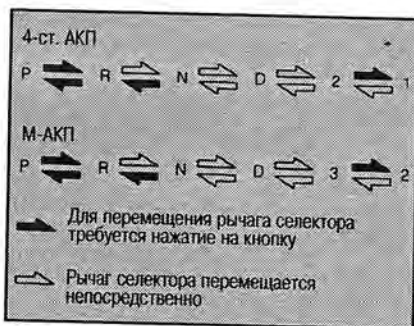 4-ст. АКП
P R N D 2 1
М-АКП
P R N D 3 2
Для перемещения рычага селектора
требуется нажатие на кнопку
Рычаг селектора перемещается
непосредственно